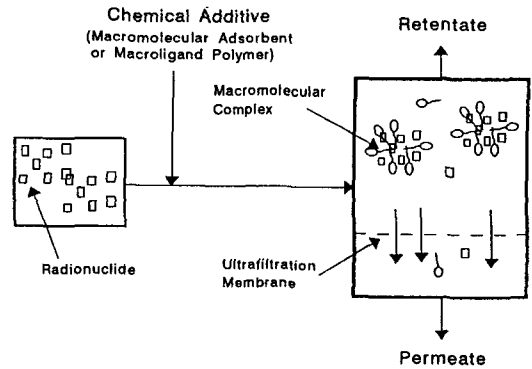 Chemical Additive
(Macromolecular Adsorbent
or Macroligand Polymer)
Retentate
Macromolecular
Complex
Radionuclide
Ultrafiltration
Membrane
Permeate